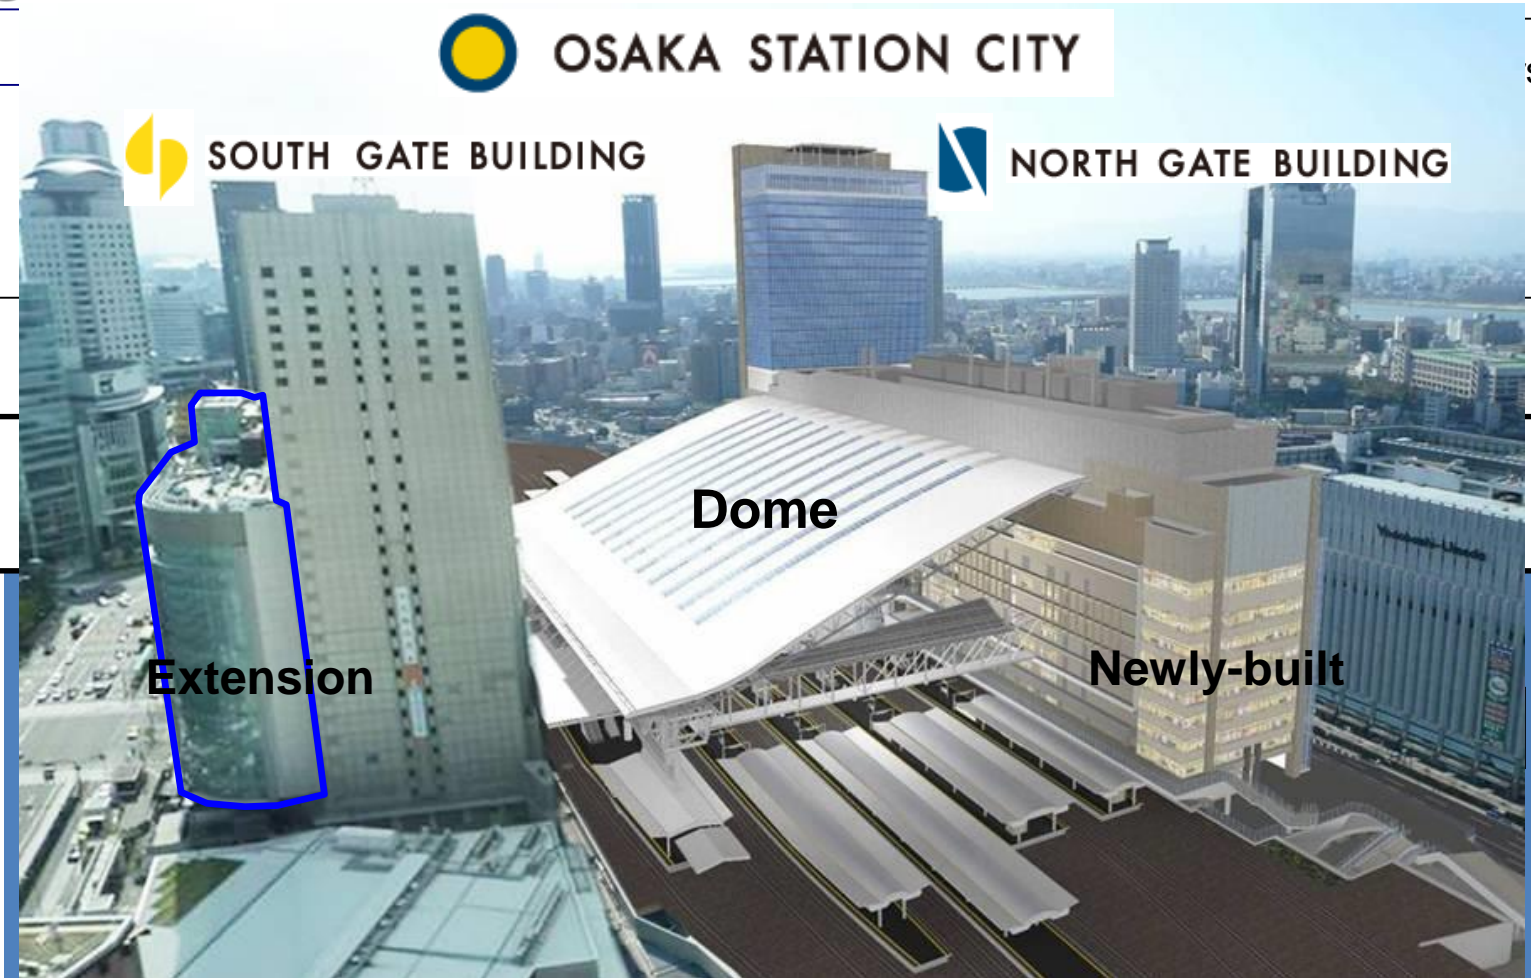 OSAKA STATION CITY
SOUTH GATE BUILDING
NORTH GATE BUILDING
Dome
Extension
Newly-built